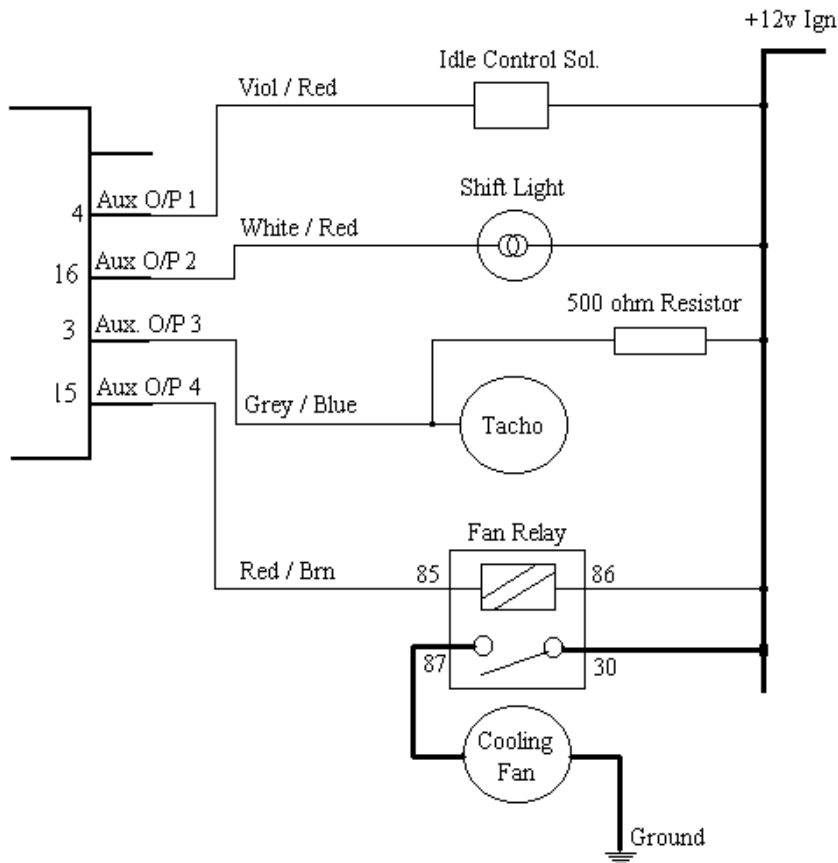 +12v Ign
Idle Control Sol.
Viol / Red
4
Aux O/P 1
Shift Light
White / Red
16
Aux O/P 2
500 ohm Resistor
3
Aux. O/P 3
15
Aux O/P 4
Grey / Blue
Tacho
Fan Relay
Red / Brn
85
86
87
30
Cooling
Fan
Ground